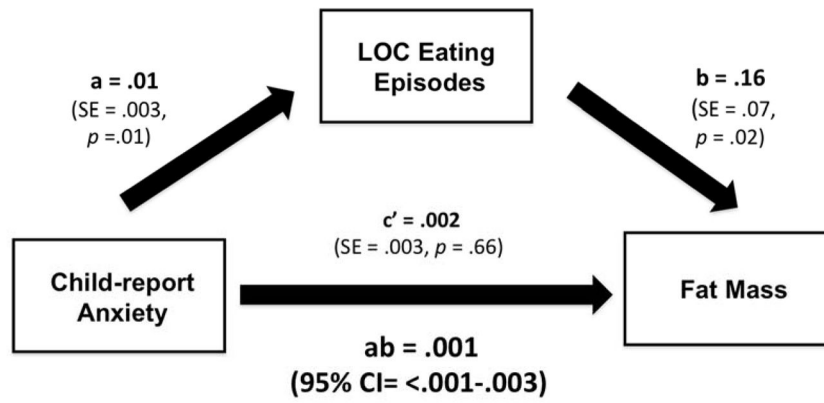 LOC Eating
Episodes
a = .01
(SE = .003,
p =.01)
b = .16
(SE = .07,
p = .02)
c’ = .002
(SE = .003, p = .66)
Child-report
Anxiety
Fat Mass
ab = .001
(95% CI= <.001-.003)